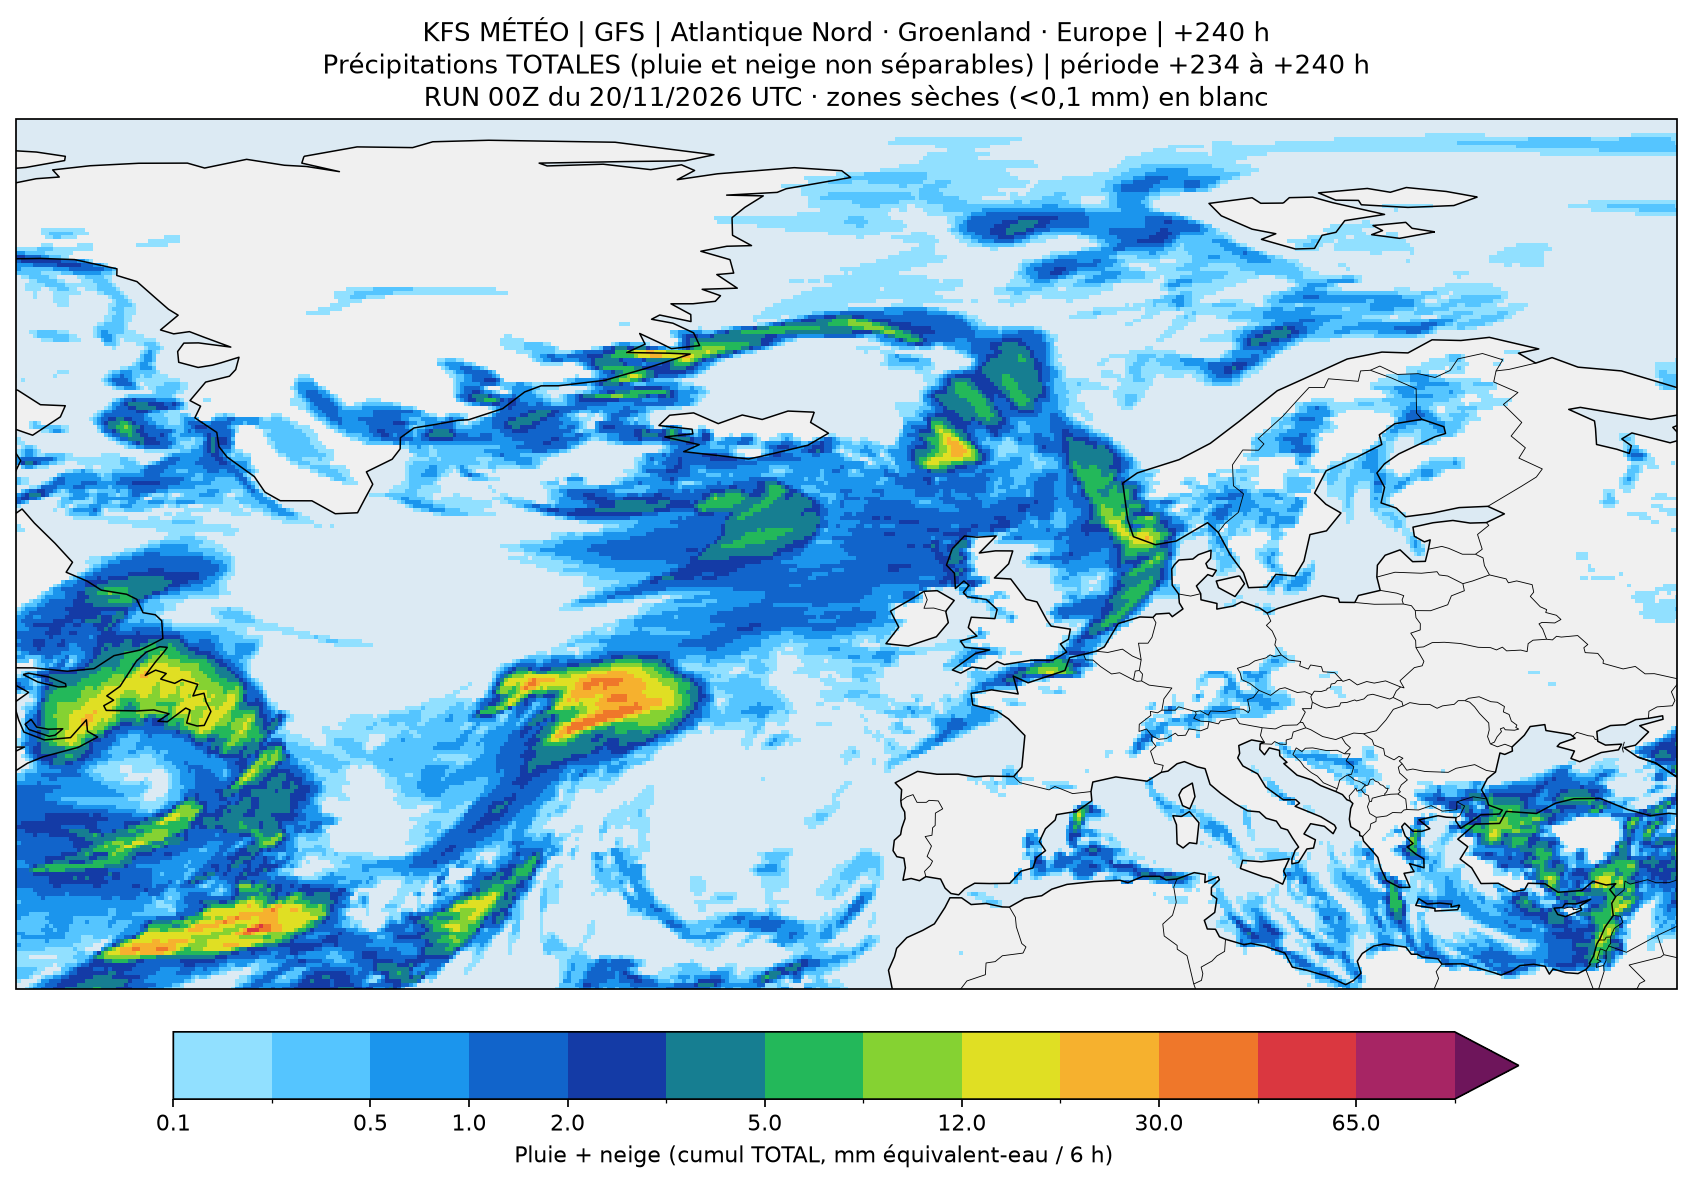 KFS MÉTÉO | GFS | Atlantique Nord · Groenland · Europe | +240 h
Précipitations TOTALES (pluie et neige non séparables) | période +234 à +240 h
RUN 00Z du 20/11/2026 UTC · zones sèches (<0,1 mm) en blanc
0.1 0.5 1.0 2.0 5.0 12.0 30.0 65.0
Pluie + neige (cumul TOTAL, mm équivalent-eau / 6 h)